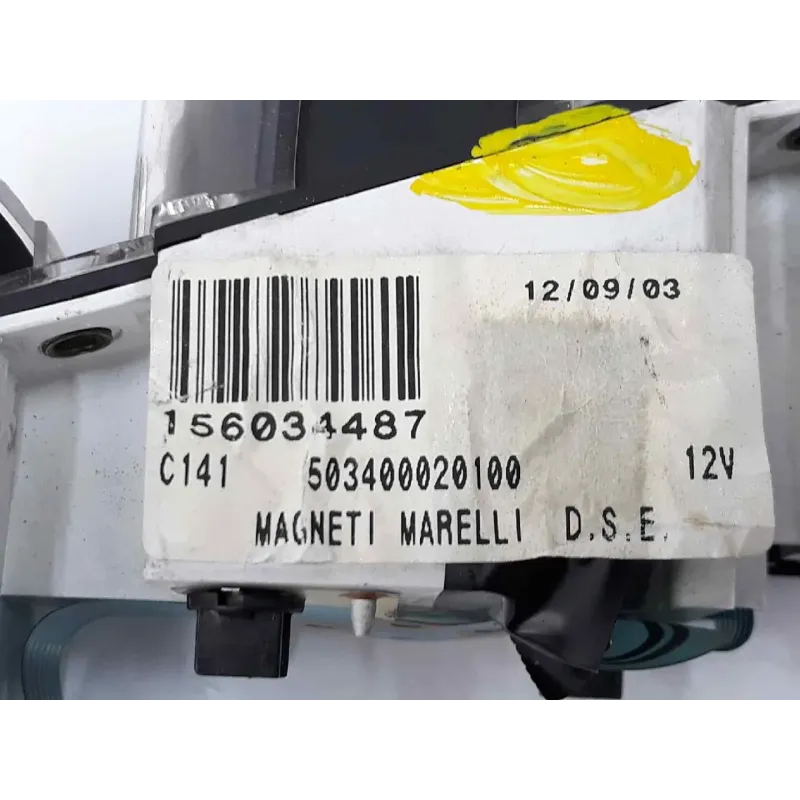 12/09/03
156034487
C141 503400020100 12V
MAGNETI MARELLI D.S.E.